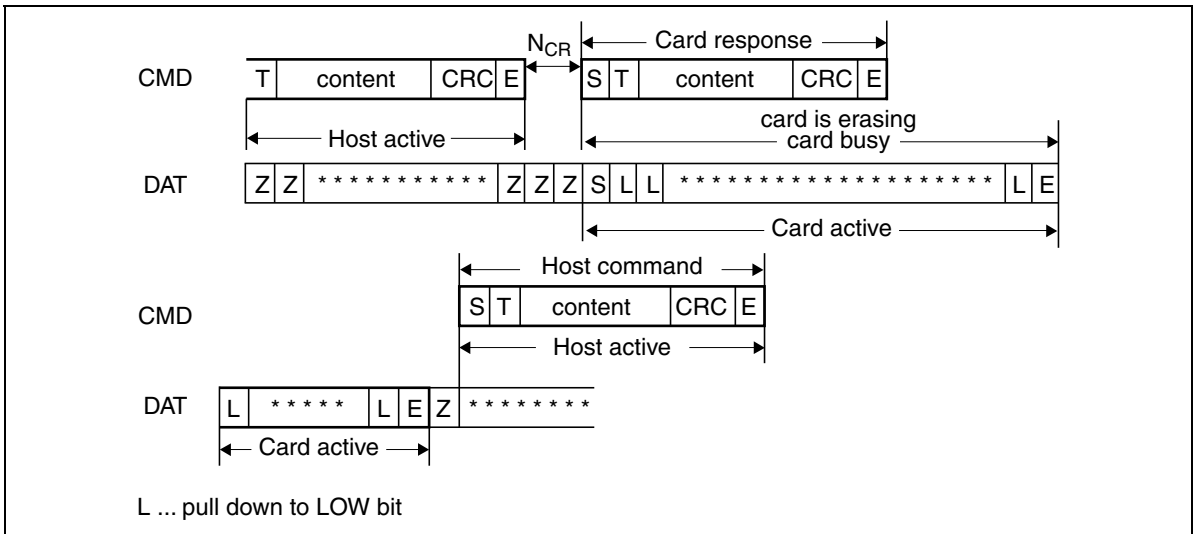 N_CR Card response
CMD T content CRC E S T content CRC E
card is erasing
Host active card busy
DAT Z Z * * * * * * * * * * * Z Z Z S L L * * * * * * * * * * * * * * * * * * * * L E
Card active
Host command
S T content CRC E
CMD
Host active
DAT L * * * * * L E Z * * * * * * * *
Card active
L ... pull down to LOW bit